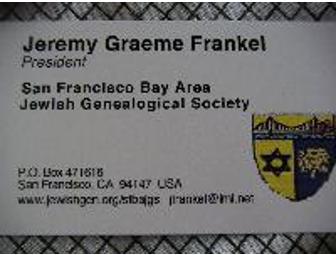 Jeremy Graeme Frankel
President
San Francisco Bay Area
Jewish Genealogical Society
P.O. Box 471616
San Francisco, CA 94147 USA
www.jewishgen.org/sfbajgs jfrankel@lmi.net